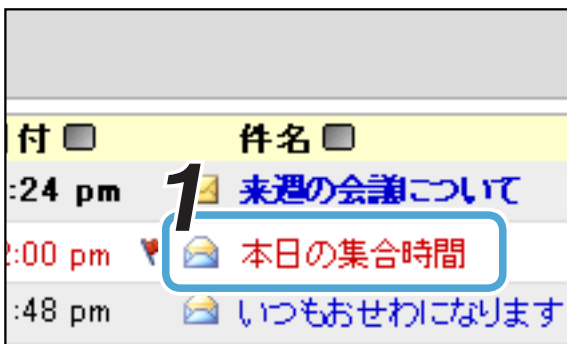 付 件名
:24 pm 来週の会議について
1
:00 pm 本日の集合時間
:48 pm いつもおせわになります